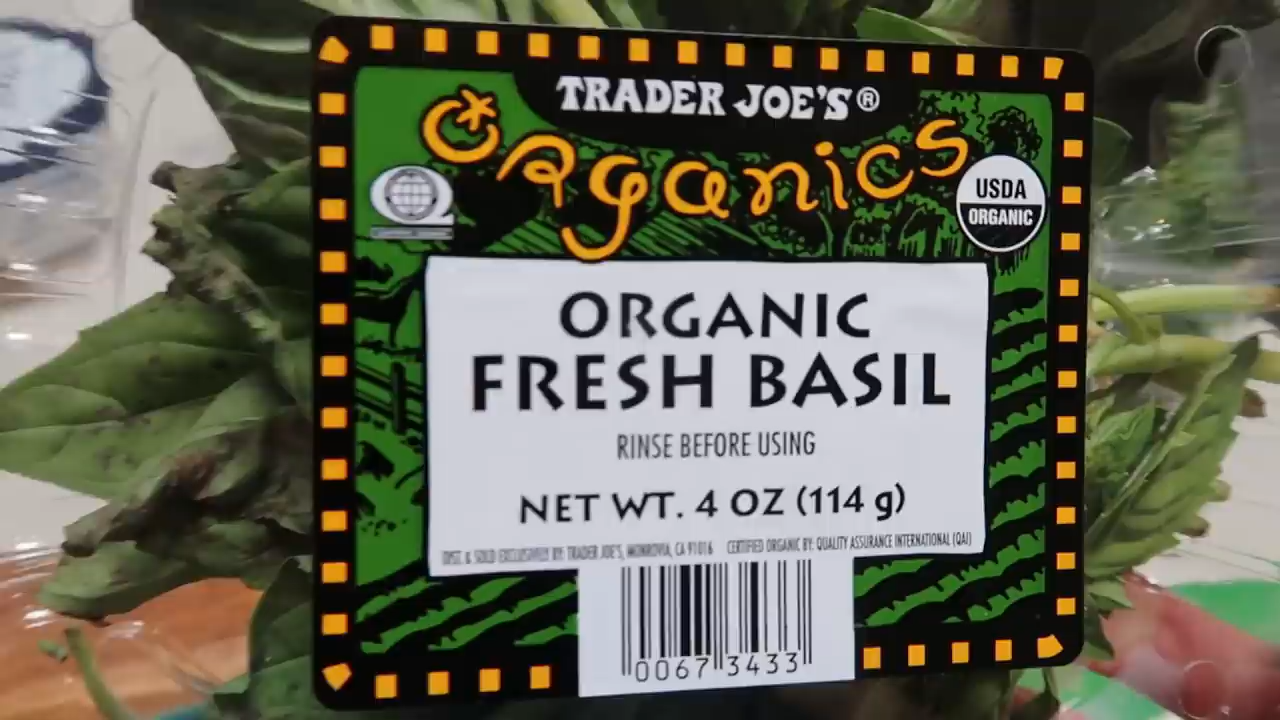 TRADER JOE'S®
Organics
USDA
ORGANIC
ORGANIC
FRESH BASIL
RINSE BEFORE USING
NET WT. 4 OZ (114 g)
DIST. & SOLD EXCLUSIVELY BY: TRADER JOE'S, MONROVIA, CA 91016 CERTIFIED ORGANIC BY: QUALITY ASSURANCE INTERNATIONAL (QAI)
0067 3433